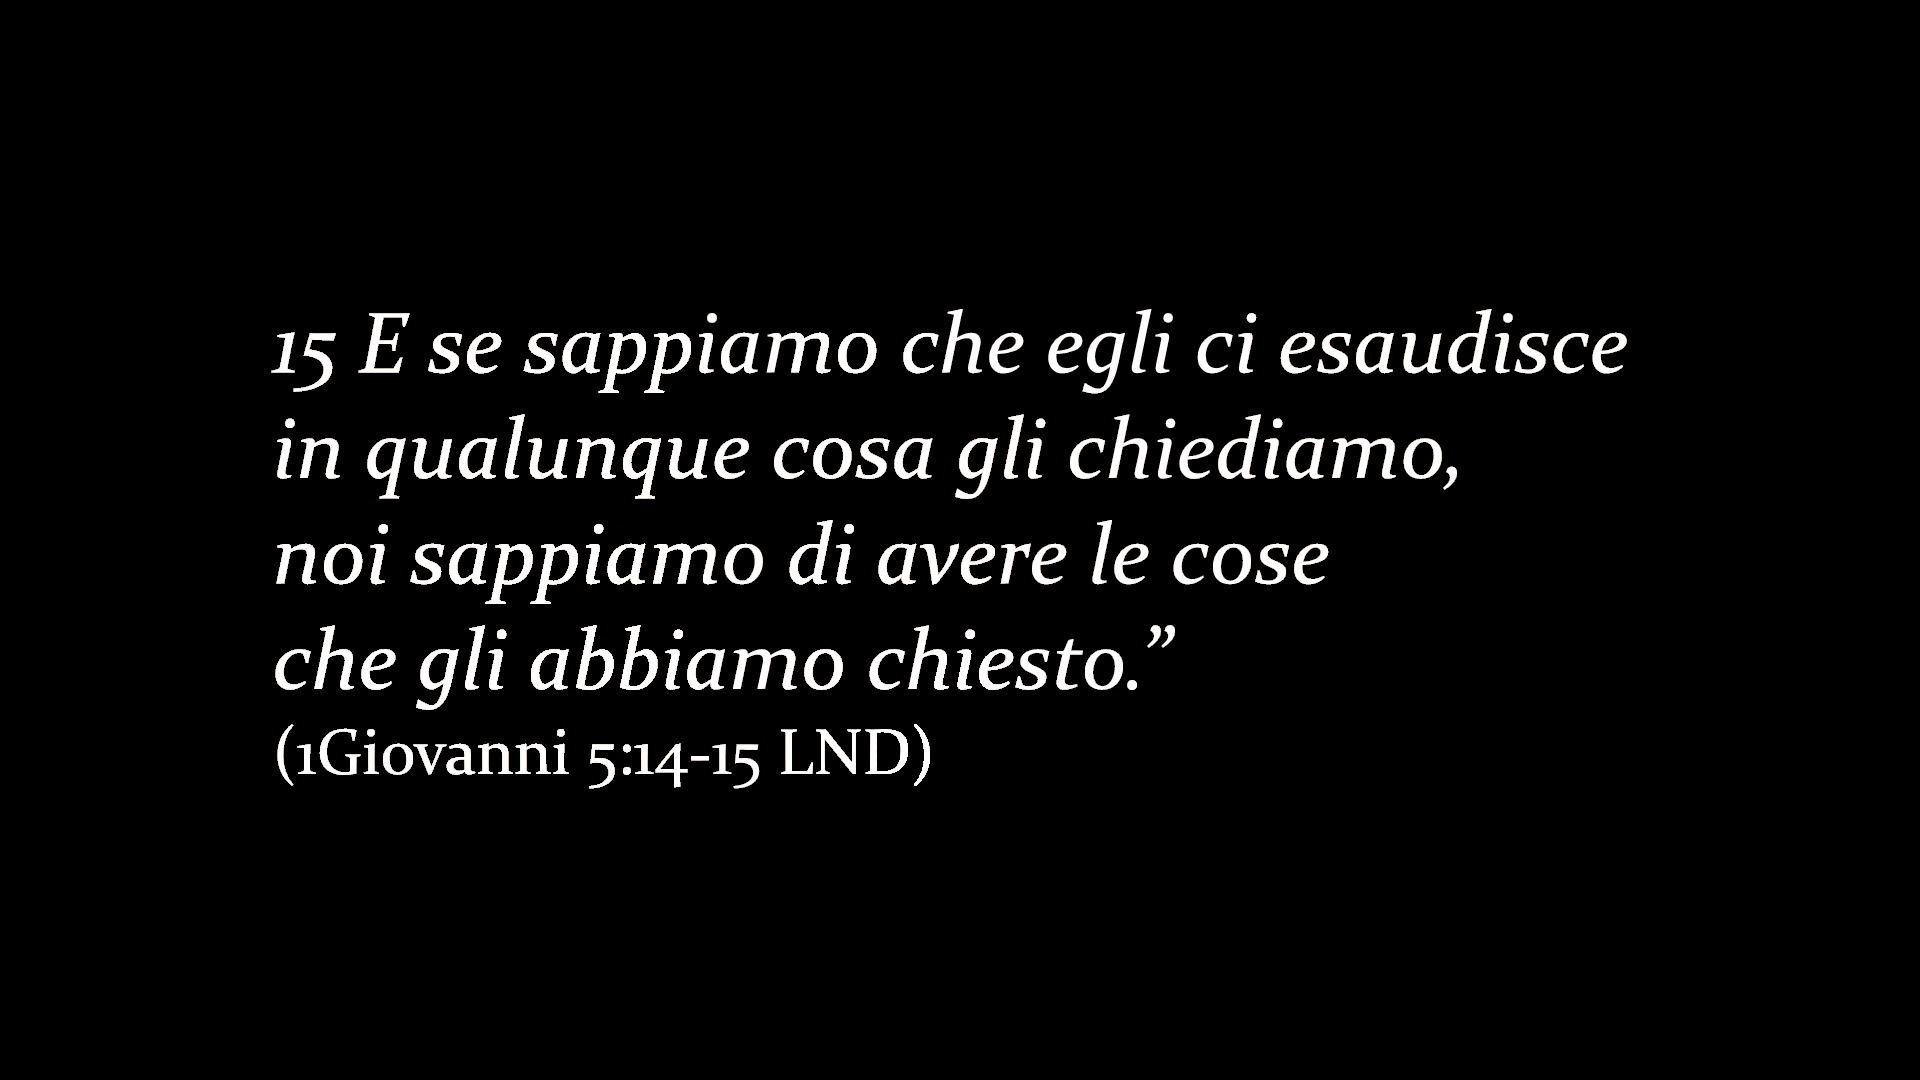 15 E se sappiamo che egli ci esaudisce
in qualunque cosa gli chiediamo,
noi sappiamo di avere le cose
che gli abbiamo chiesto.”
(1Giovanni 5:14-15 LND)